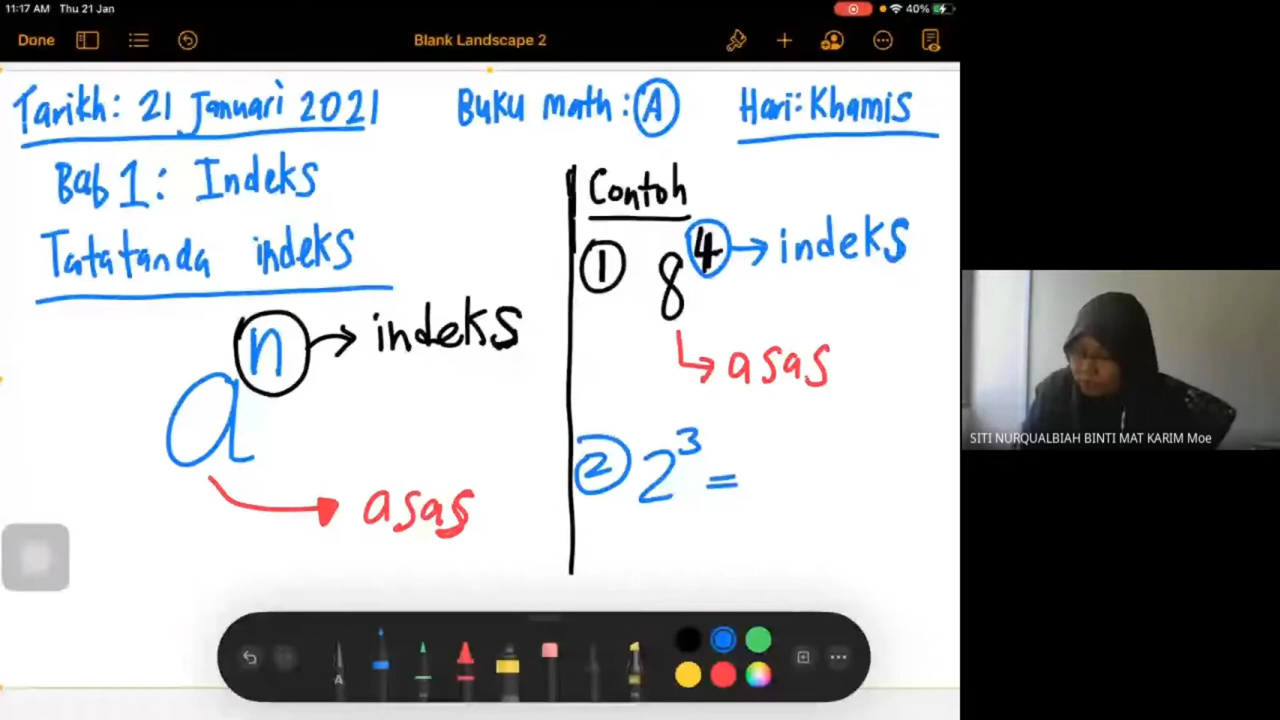 11:17 AM Thu 21 Jan
40%
Done
Blank Landscape 2
Tarikh: 21 Januari 2021 Buku math: A Hari: Khamis
Bab 1: Indeks
Tatatanda indeks
n → indeks
a
→ asas
Contoh
1 8 4 → indeks
→ asas
2 2³ =
A
SITI NURQUALBIAH BINTI MAT KARIM Moe